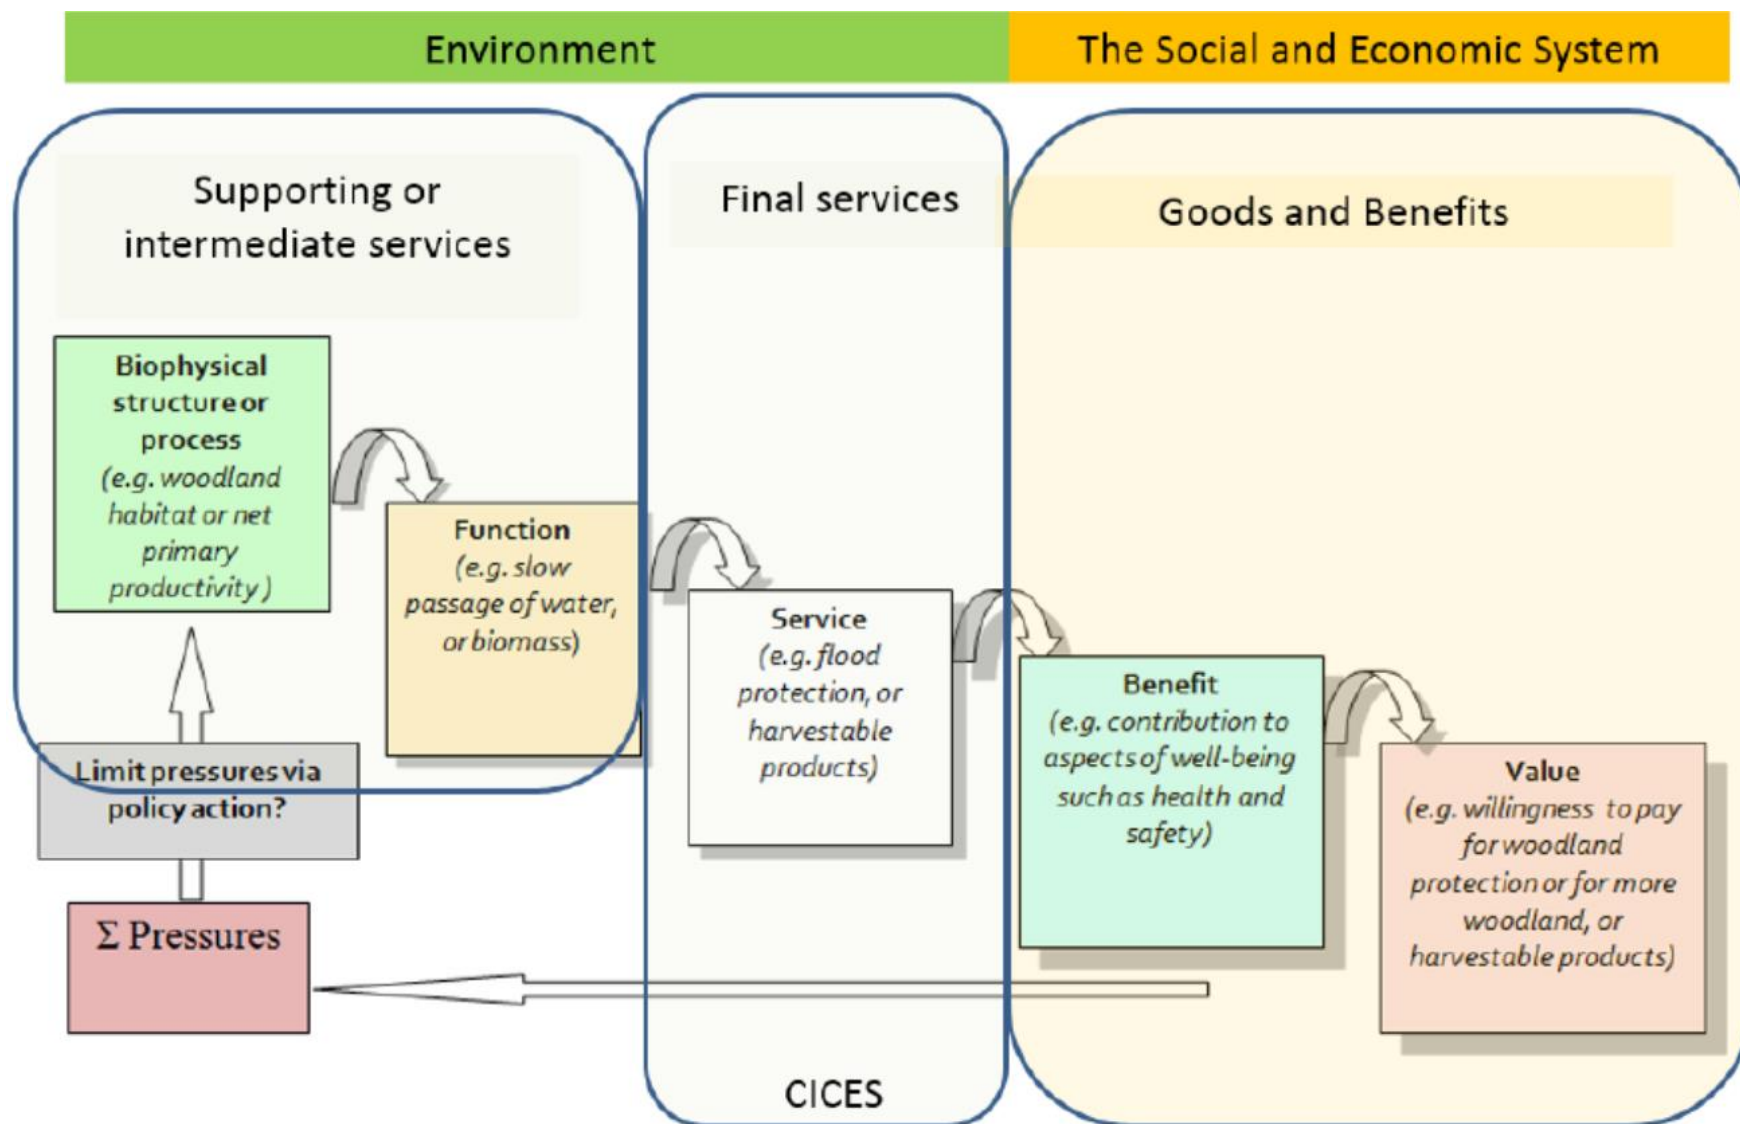 Environment
The Social and Economic System
Supporting or
intermediate services
Final services
Goods and Benefits
Biophysical
structure or
process
(e.g. woodland
habitat or net
primary
productivity)
Function
(e.g. slow
passage of water,
or biomass)
Service
(e.g. flood
protection, or
harvestable
products)
Benefit
(e.g. contribution to
aspects of well-being
such as health and
safety)
Value
(e.g. willingness to pay
for woodland
protection or for more
woodland, or
harvestable products)
Limit pressures via
policy action?
Σ Pressures
CICES